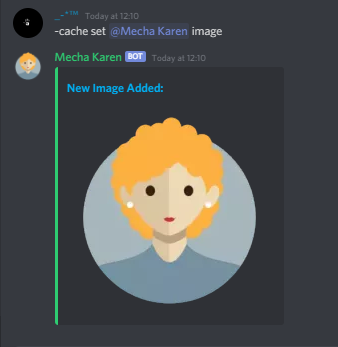 _-*™ Today at 12:10
-cache set @Mecha Karen image
Mecha Karen BOT Today at 12:10
New Image Added: